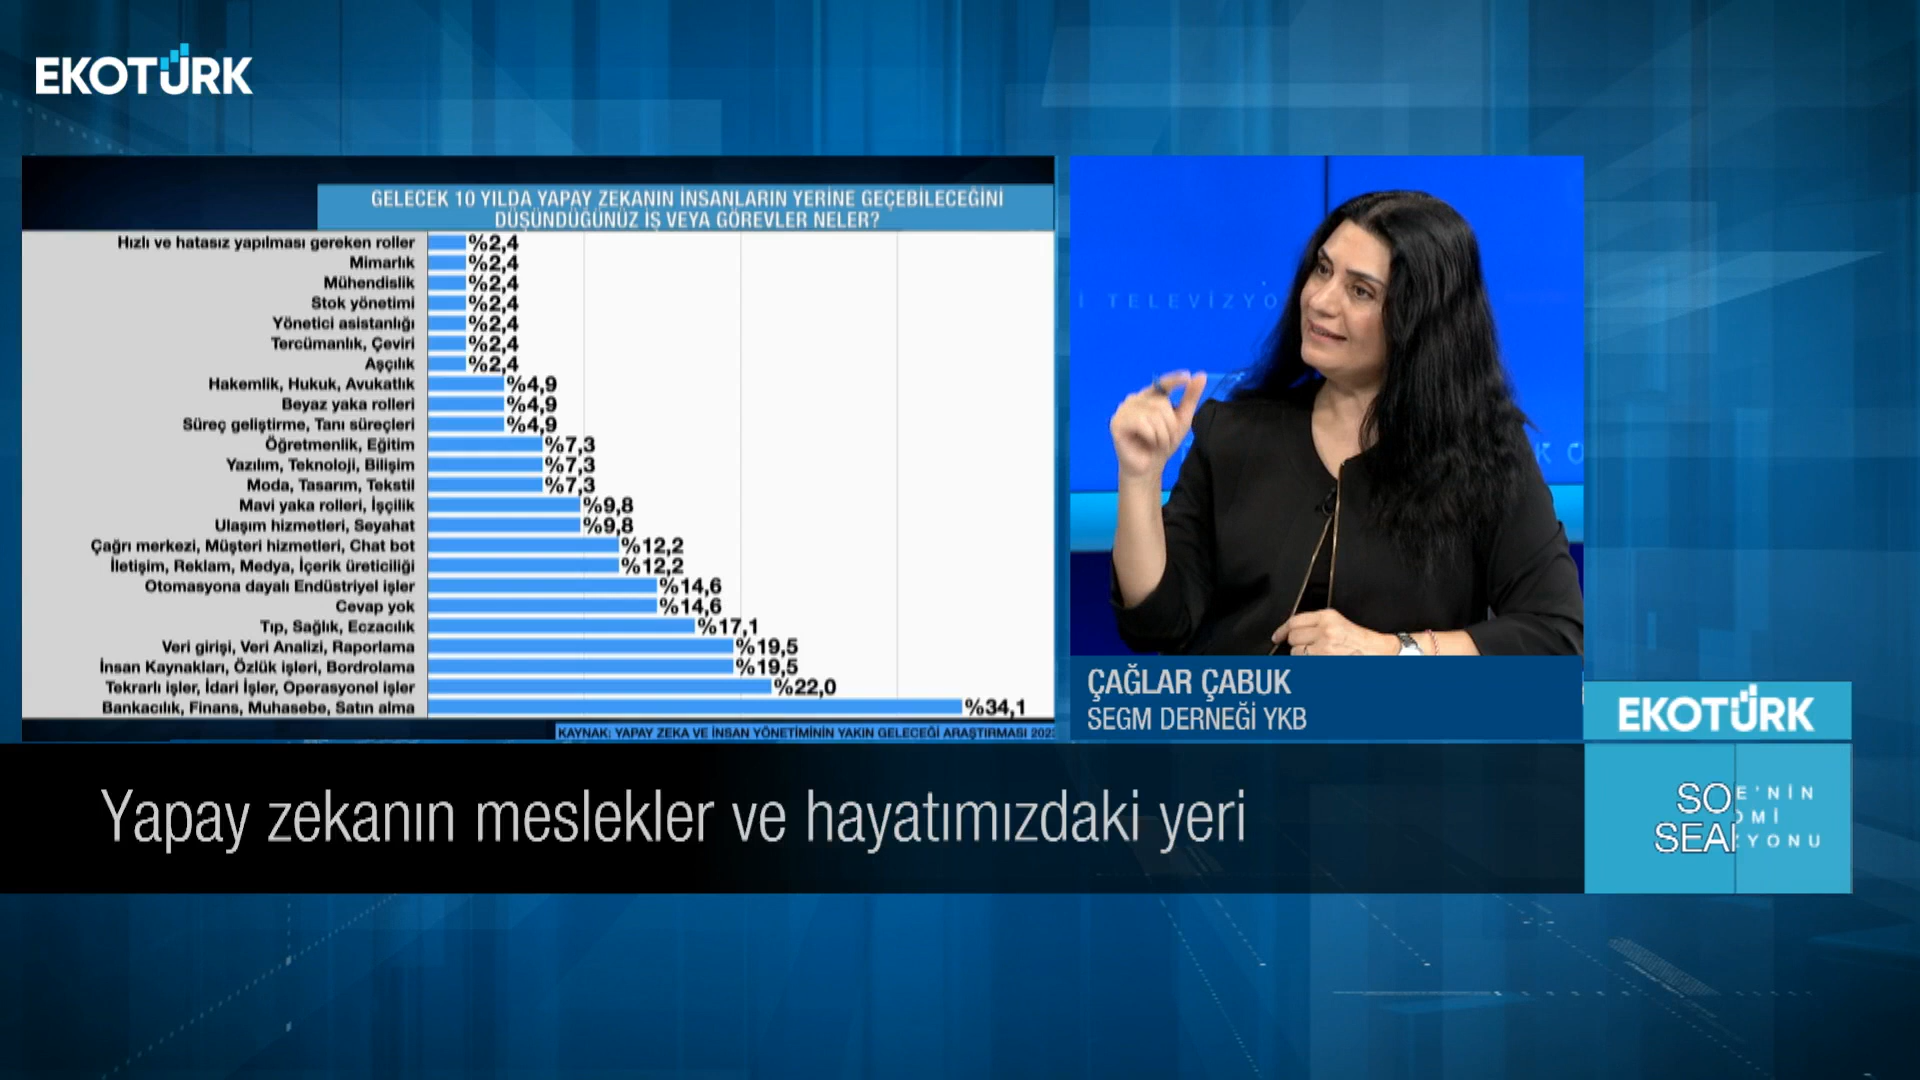 EKOTÜRK
GELECEK 10 YILDA YAPAY ZEKANIN İNSANLARIN YERİNE GEÇEBİLECEĞİNİ
DÜŞÜNDÜĞÜNÜZ İŞ VEYA GÖREVLER NELER?
Hızlı ve hatasız yapılması gereken roller %2,4
Mimarlık %2,4
Mühendislik %2,4
Stok yönetimi %2,4
Yönetici asistanlığı %2,4
Tercümanlık, Çeviri %2,4
Aşçılık %2,4
Hakemlik, Hukuk, Avukatlık %4,9
Beyaz yaka rolleri %4,9
Süreç geliştirme, Tanı süreçleri %4,9
Öğretmenlik, Eğitim %7,3
Yazılım, Teknoloji, Bilişim %7,3
Moda, Tasarım, Tekstil %7,3
Mavi yaka rolleri, İşçilik %9,8
Ulaşım hizmetleri, Seyahat %9,8
Çağrı merkezi, Müşteri hizmetleri, Chat bot %12,2
İletişim, Reklam, Medya, İçerik üreticiliği %12,2
Otomasyona dayalı Endüstriyel işler %14,6
Cevap yok %14,6
Tıp, Sağlık, Eczacılık %17,1
Veri girişi, Veri Analizi, Raporlama %19,5
İnsan Kaynakları, Özlük işleri, Bordrolama %19,5
Tekrarlı işler, İdari İşler, Operasyonel işler %22,0
Bankacılık, Finans, Muhasebe, Satın alma %34,1
KAYNAK: YAPAY ZEKA VE İNSAN YÖNETİMİNİN YAKIN GELECEĞİ ARAŞTIRMASI
İ TELEVİZYO
ÇAĞLAR ÇABUK
SEGM DERNEĞİ YKB
EKOTÜRK
Yapay zekanın meslekler ve hayatımızdaki yeri
SO E'NİN
OMİ
SEA ZYONU